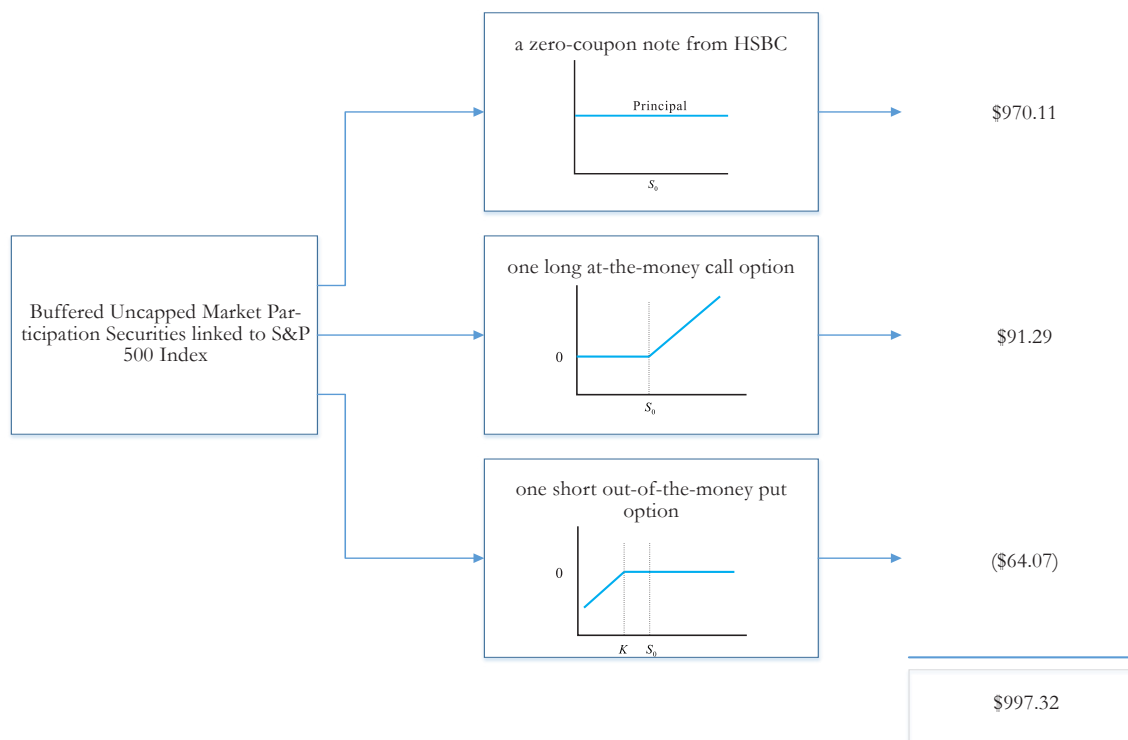 a zero-coupon note from HSBC
Principal
S₀
$970.11
Buffered Uncapped Market Par-
ticipation Securities linked to S&P
500 Index
one long at-the-money call option
0
S₀
$91.29
one short out-of-the-money put
option
0
K S₀
($64.07)
$997.32